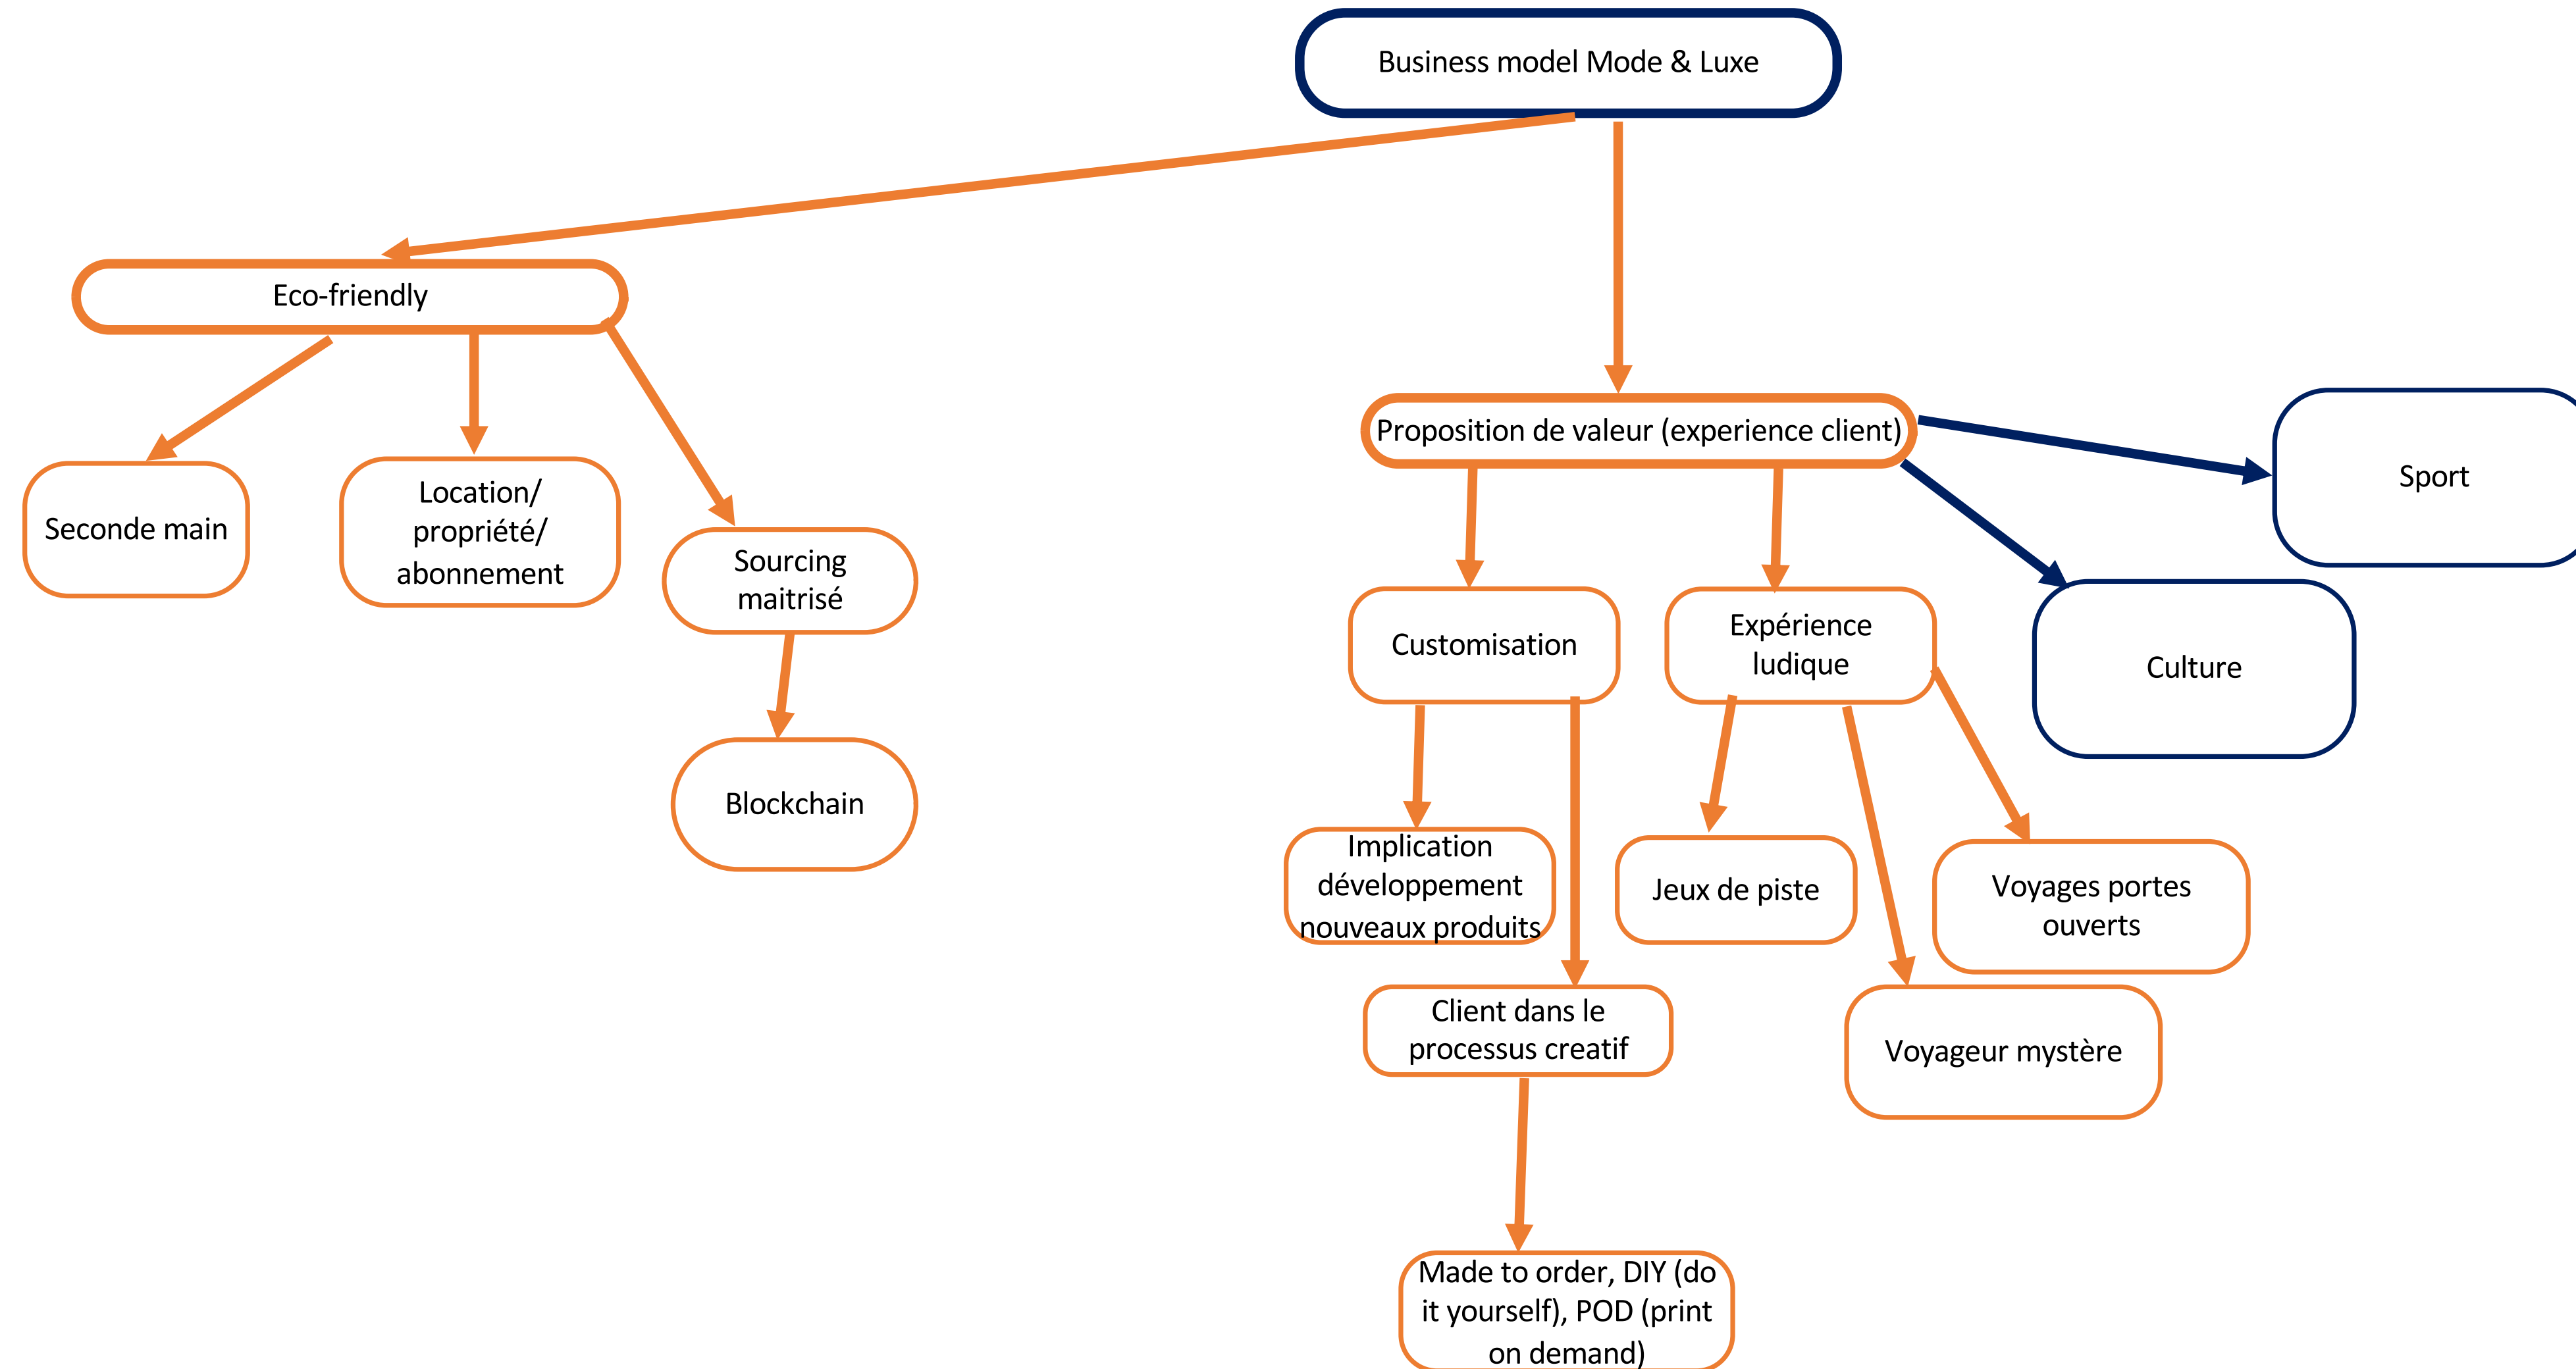 Business model Mode & Luxe
Eco-friendly
Proposition de valeur (experience client)
Sport
Seconde main
Location/
propriété/
abonnement
Sourcing
maitrisé
Customisation
Expérience
ludique
Culture
Blockchain
Implication
développement
nouveaux produits
Jeux de piste
Voyages portes
ouverts
Client dans le
processus creatif
Voyageur mystère
Made to order, DIY (do
it yourself), POD (print
on demand)